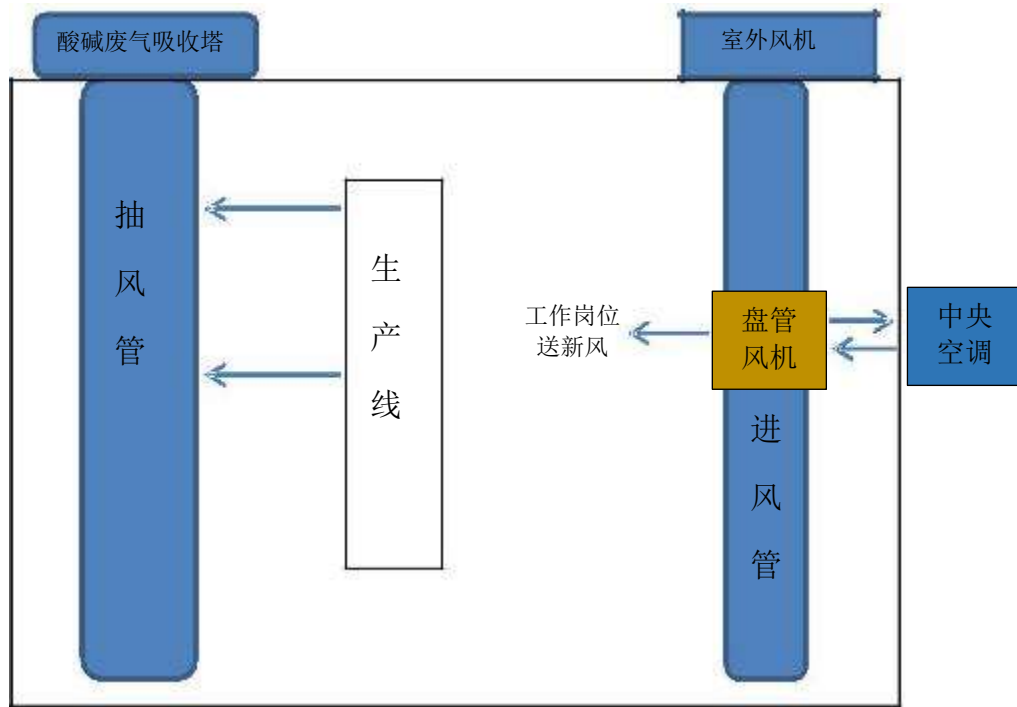 酸碱废气吸收塔
室外风机
抽
风
管
生
产
线
工作岗位
送新风
盘管
风机
中央
空调
进
风
管